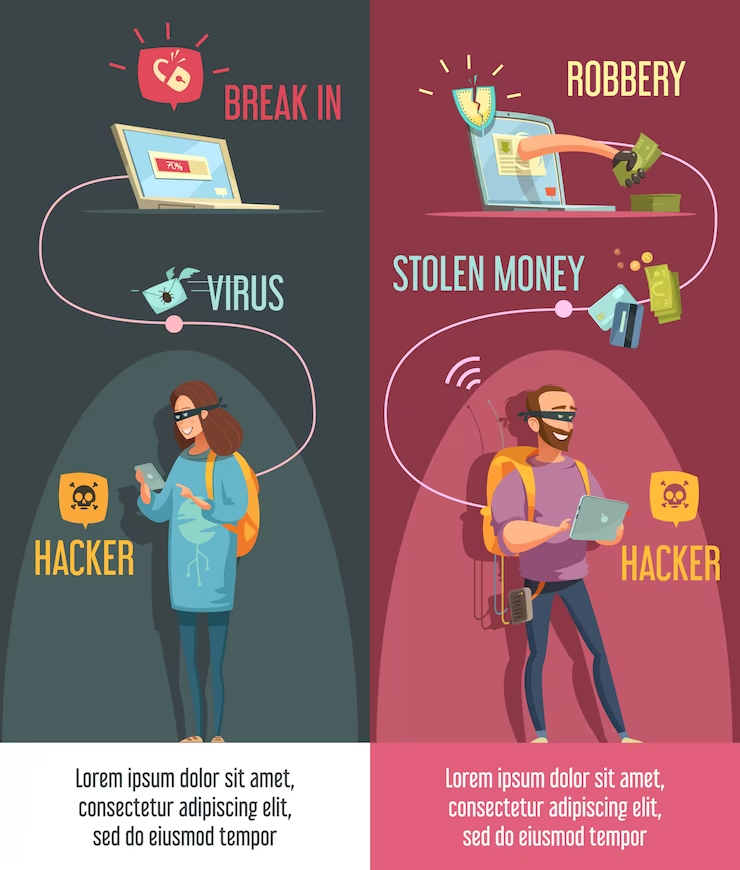 BREAK IN
70%
VIRUS
HACKER
Lorem ipsum dolor sit amet,
consectetur adipiscing elit,
sed do eiusmod tempor
ROBBERY
STOLEN MONEY
HACKER
Lorem ipsum dolor sit amet,
consectetur adipiscing elit,
sed do eiusmod tempor